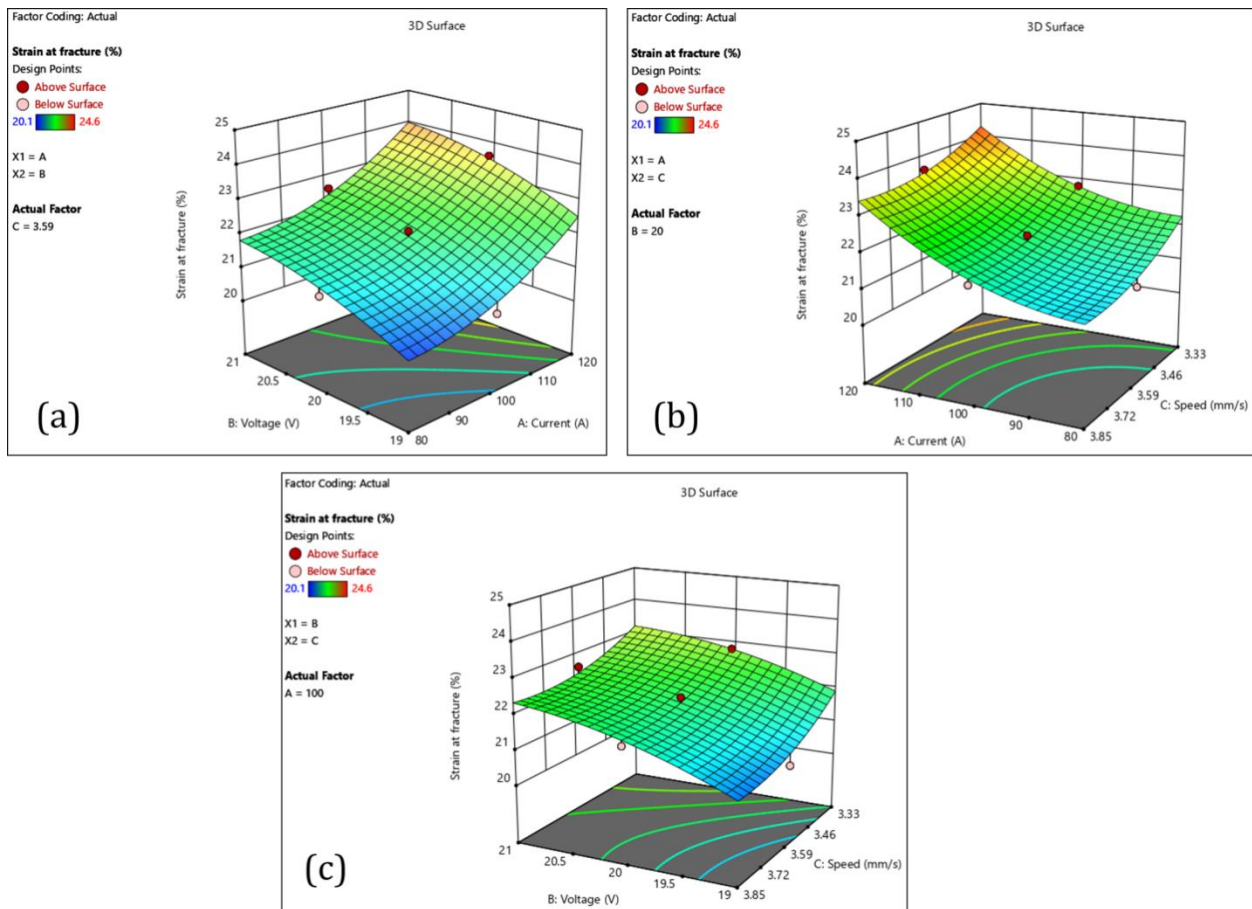 Factor Coding: Actual
3D Surface
Strain at fracture (%)
Design Points:
Above Surface
Below Surface
20.1 24.6
X1 = A
X2 = B
Actual Factor
C = 3.59
25
24
23
22
21
20
Strain at fracture (%)
21
20.5
20
19.5
19
B: Voltage (V)
80
90
100
110
120
A: Current (A)
(a)
Factor Coding: Actual
3D Surface
Strain at fracture (%)
Design Points:
Above Surface
Below Surface
20.1 24.6
X1 = A
X2 = C
Actual Factor
B = 20
25
24
23
22
21
20
Strain at fracture (%)
120
110
100
90
80
A: Current (A)
3.85
3.72
3.59
3.46
3.33
C: Speed (mm/s)
(b)
Factor Coding: Actual
3D Surface
Strain at fracture (%)
Design Points:
Above Surface
Below Surface
20.1 24.6
X1 = B
X2 = C
Actual Factor
A = 100
25
24
23
22
21
20
Strain at fracture (%)
21
20.5
20
19.5
19
B: Voltage (V)
3.85
3.72
3.59
3.46
3.33
C: Speed (mm/s)
(c)